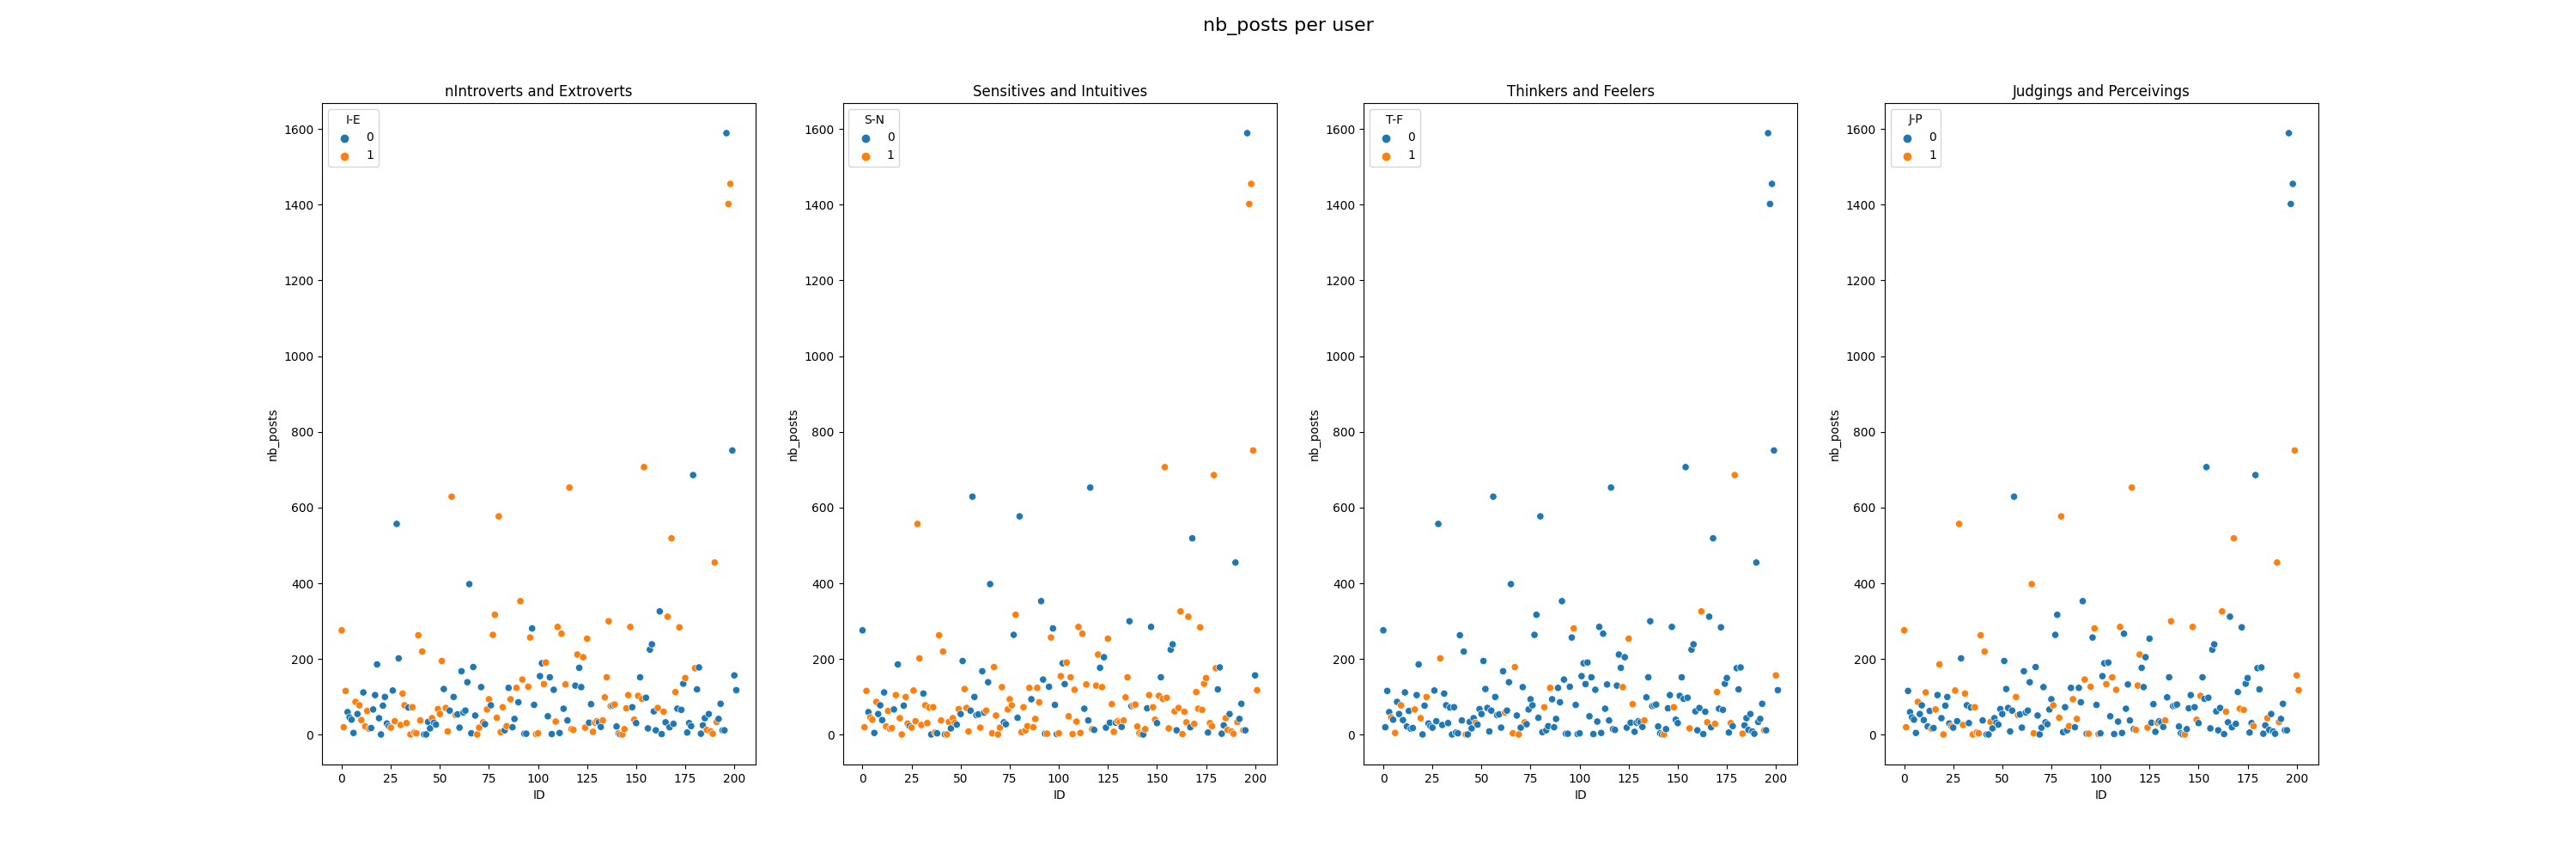 nb_posts per user
nIntroverts and Extroverts
I-E
0
1
1600
1400
1200
1000
800
600
400
200
0
nb_posts
0 25 50 75 100 125 150 175 200
ID
Sensitives and Intuitives
S-N
0
1
1600
1400
1200
1000
800
600
400
200
0
nb_posts
0 25 50 75 100 125 150 175 200
ID
Thinkers and Feelers
T-F
0
1
1600
1400
1200
1000
800
600
400
200
0
nb_posts
0 25 50 75 100 125 150 175 200
ID
Judgings and Perceivings
J-P
0
1
1600
1400
1200
1000
800
600
400
200
0
nb_posts
0 25 50 75 100 125 150 175 200
ID